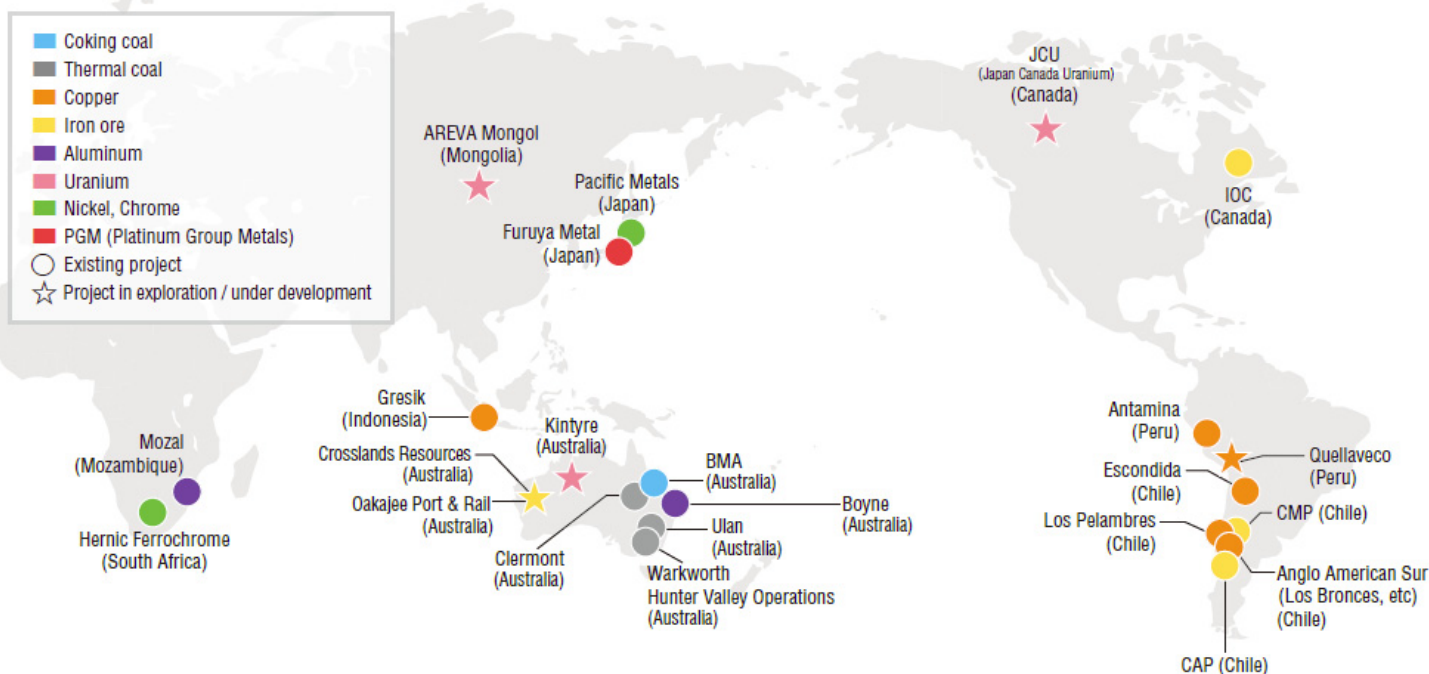 Coking coal
Thermal coal
Copper
Iron ore
Aluminum
Uranium
Nickel, Chrome
PGM (Platinum Group Metals)
Existing project
Project in exploration / under development
JCU
(Japan Canada Uranium)
(Canada)
AREVA Mongol
(Mongolia)
Pacific Metals
(Japan)
Furuya Metal
(Japan)
IOC
(Canada)
Gresik
(Indonesia)
Kintyre
(Australia)
Crosslands Resources
(Australia)
Oakajee Port & Rail
(Australia)
BMA
(Australia)
Boyne
(Australia)
Ulan
(Australia)
Clermont
(Australia)
Warkworth
Hunter Valley Operations
(Australia)
Mozal
(Mozambique)
Hernic Ferrochrome
(South Africa)
Antamina
(Peru)
Quellaveco
(Peru)
Escondida
(Chile)
CMP (Chile)
Los Pelambres
(Chile)
Anglo American Sur
(Los Bronces, etc)
(Chile)
CAP (Chile)